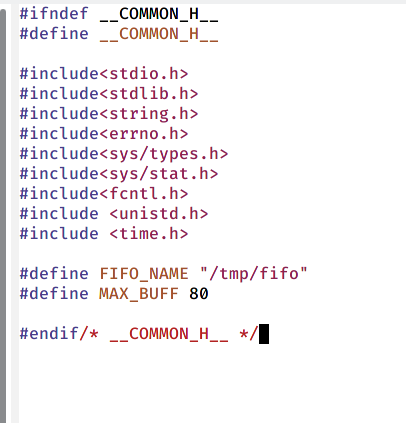 #ifndef __COMMON_H__
#define __COMMON_H__
#include<stdio.h>
#include<stdlib.h>
#include<string.h>
#include<errno.h>
#include<sys/types.h>
#include<sys/stat.h>
#include<fcntl.h>
#include <unistd.h>
#include <time.h>
#define FIFO_NAME "/tmp/fifo"
#define MAX_BUFF 80
#endif/* __COMMON_H__ */